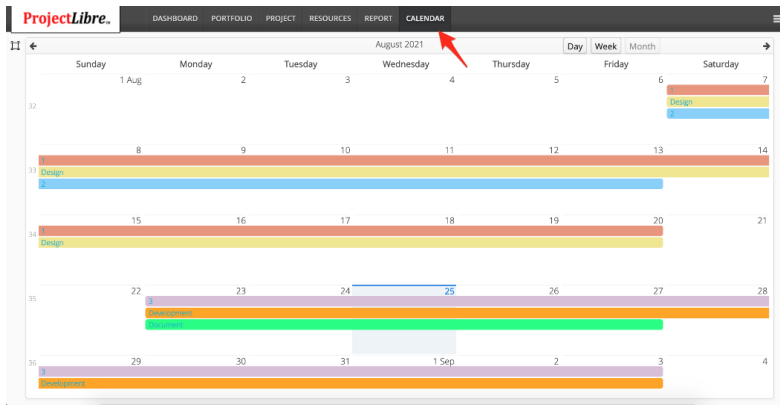 ProjectLibre™ DASHBOARD PORTFOLIO PROJECT RESOURCES REPORT CALENDAR
August 2021 Day Week Month
Sunday Monday Tuesday Wednesday Thursday Friday Saturday
1 Aug 2 3 4 5 6 7
1
32 Design
2
8 9 10 11 12 13 14
1
33 Design
2
15 16 17 18 19 20 21
34 1
Design
22 23 24 25 26 27 28
35 3
Development
Document
36 29 30 31 1 Sep 2 3 4
3
Development